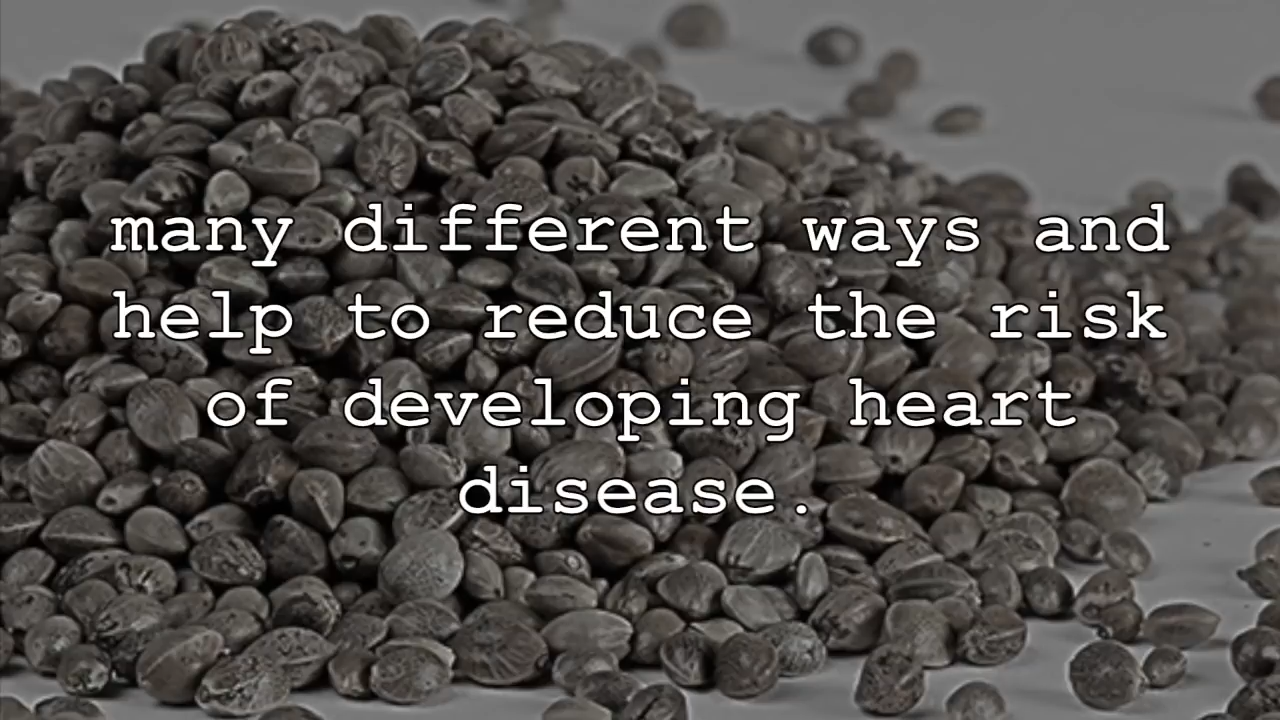 many different ways and
help to reduce the risk
of developing heart
disease.